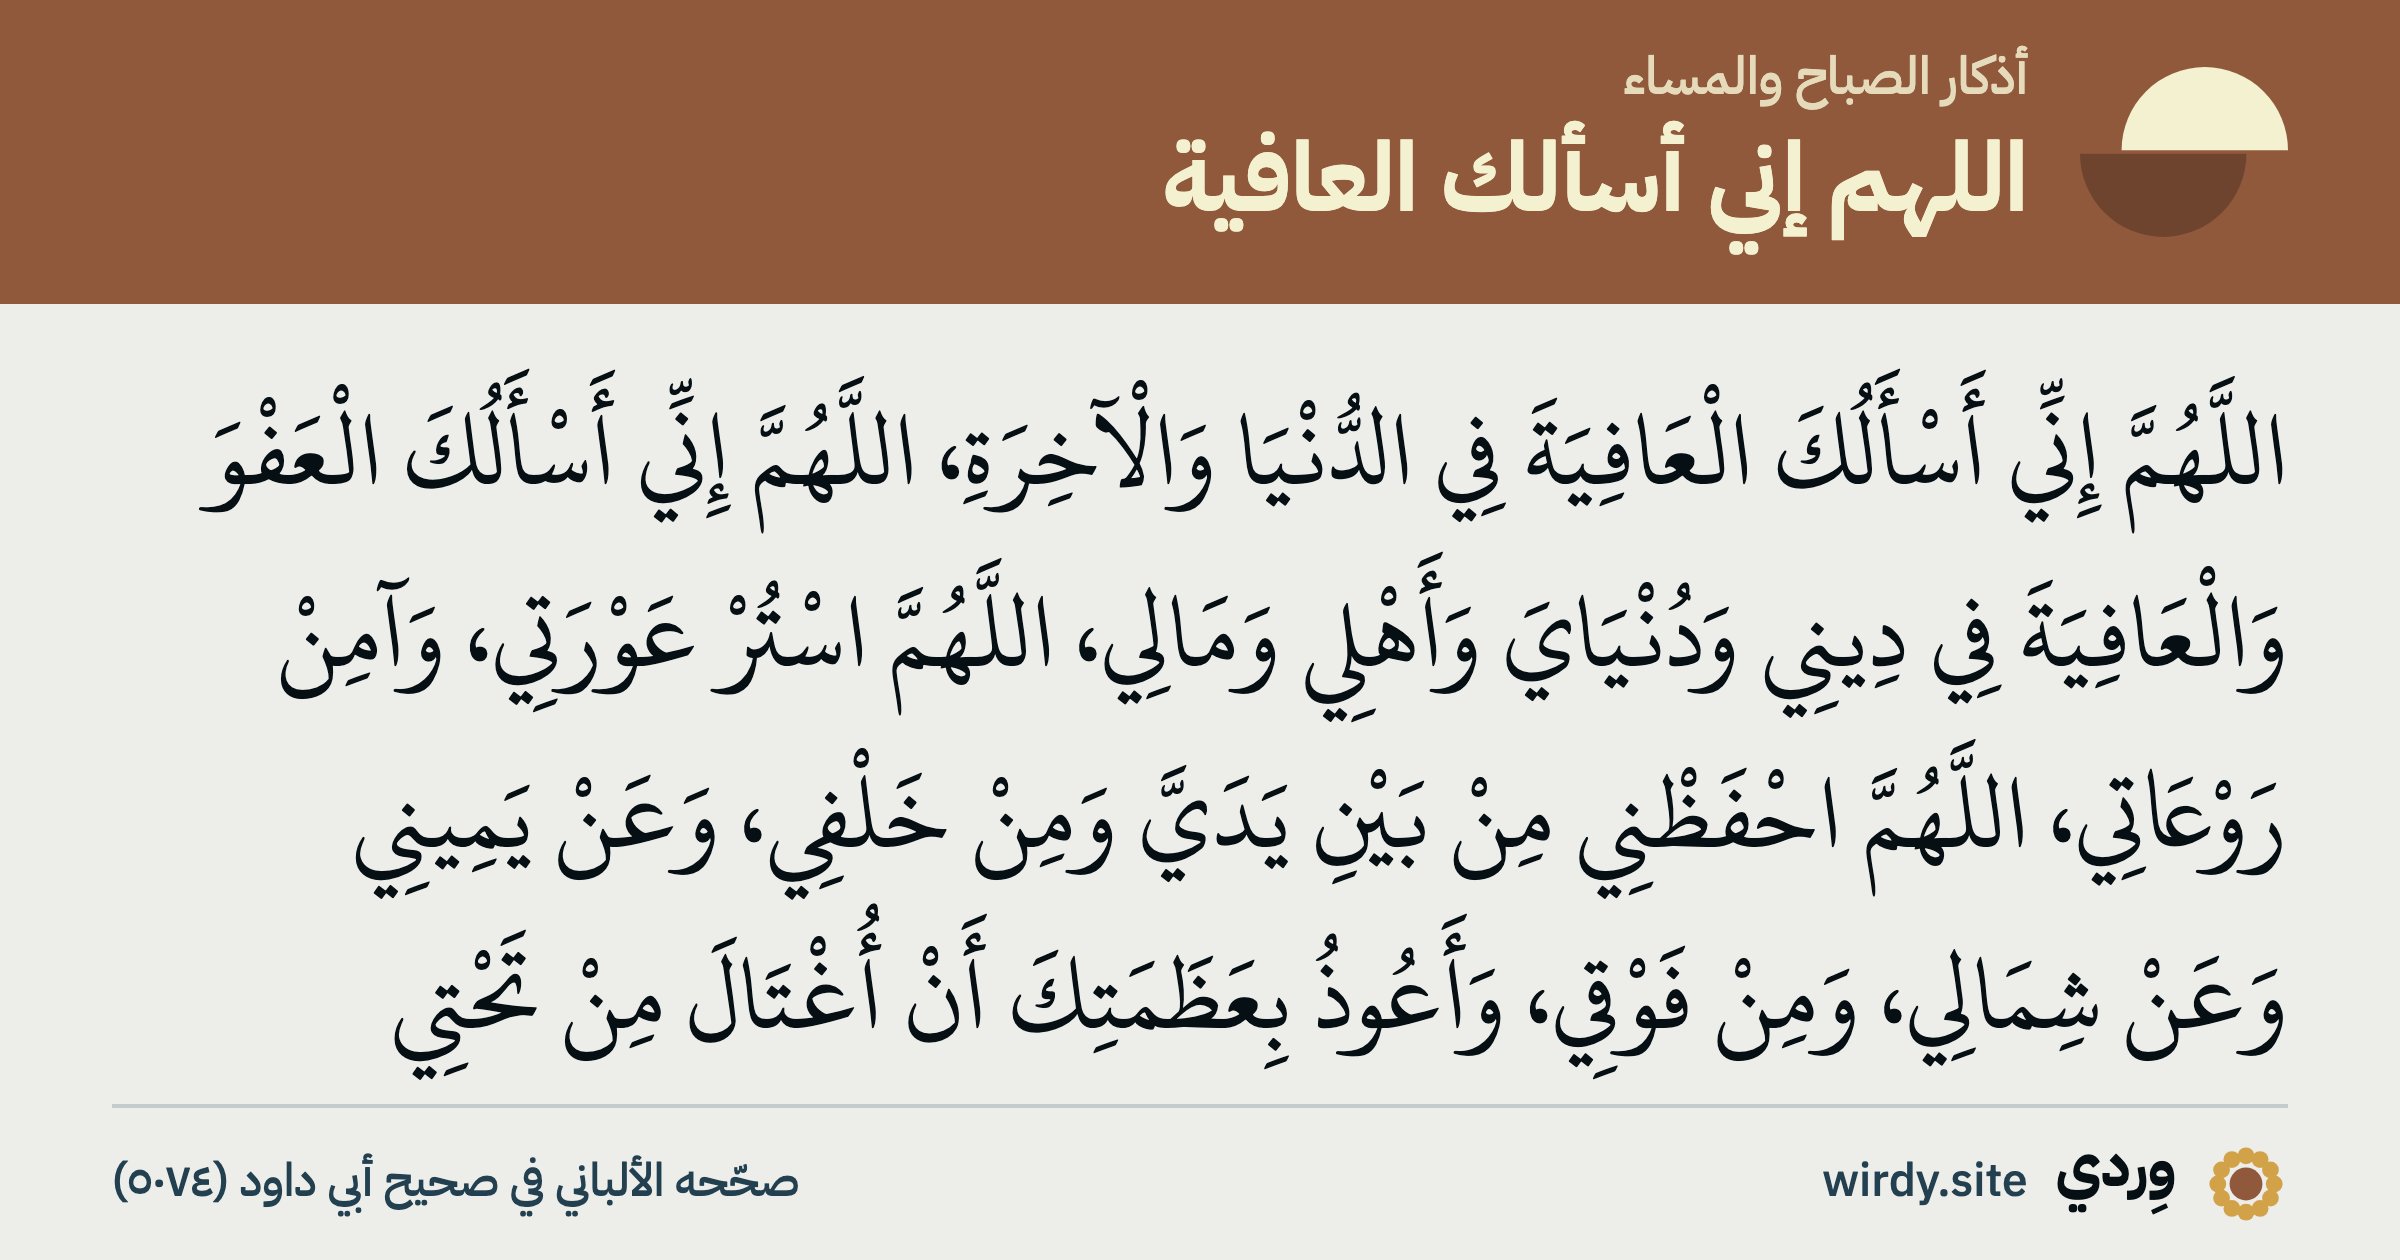 أذكار الصباح والمساء
اللهم إني أسألك العافية
اللَّهُمَّ إِنِّي أَسْأَلُكَ الْعَافِيَةَ فِي الدُّنْيَا وَالْآخِرَةِ، اللَّهُمَّ إِنِّي أَسْأَلُكَ الْعَفْوَ
وَالْعَافِيَةَ فِي دِينِي وَدُنْيَايَ وَأَهْلِي وَمَالِي، اللَّهُمَّ اسْتُرْ عَوْرَتِي، وَآمِنْ
رَوْعَاتِي، اللَّهُمَّ احْفَظْنِي مِنْ بَيْنِ يَدَيَّ وَمِنْ خَلْفِي، وَعَنْ يَمِينِي
وَعَنْ شِمَالِي، وَمِنْ فَوْقِي، وَأَعُوذُ بِعَظَمَتِكَ أَنْ أُغْتَالَ مِنْ تَحْتِي
وِردي wirdy.site
صحّحه الألباني في صحيح أبي داود (٥٠٧٤)